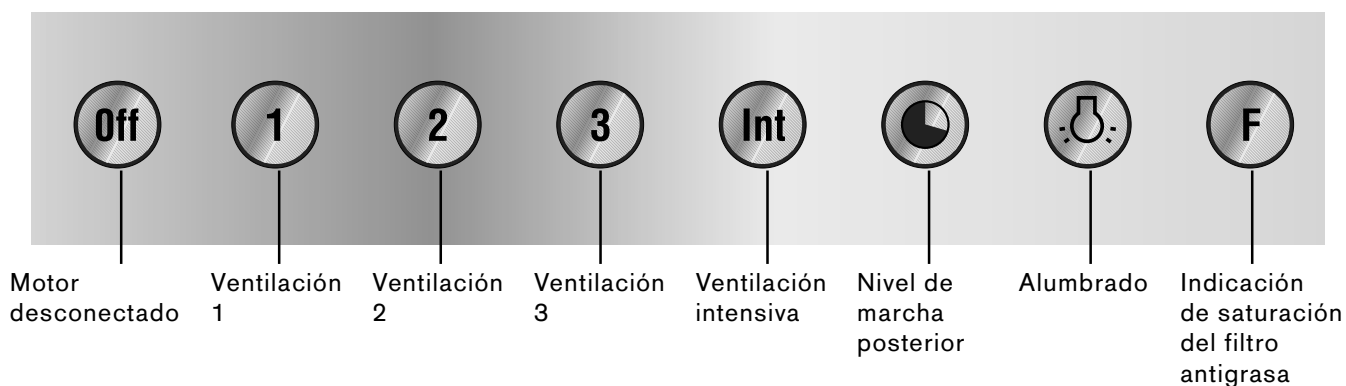 Off 1 2 3 Int F
Motor
desconectado
Ventilación
1
Ventilación
2
Ventilación
3
Ventilación
intensiva
Nivel de
marcha
posterior
Alumbrado
Indicación
de saturación
del filtro
antigrasa